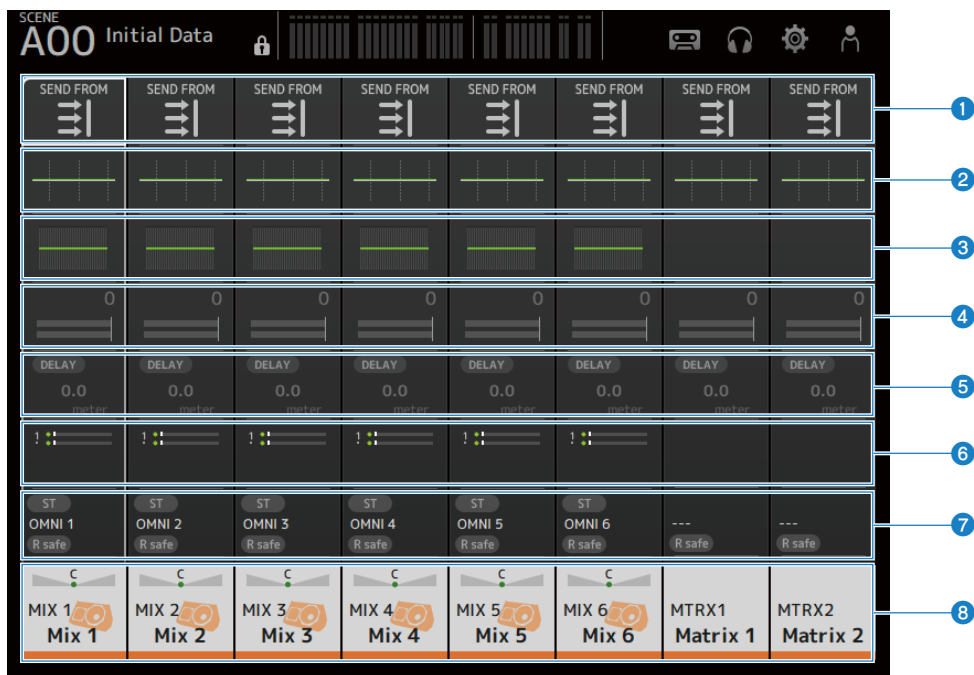 SCENE
A00 Initial Data
SEND FROM SEND FROM SEND FROM SEND FROM SEND FROM SEND FROM SEND FROM SEND FROM
1
2
3
0 0 0 0 0 0 0 0
4
DELAY DELAY DELAY DELAY DELAY DELAY DELAY DELAY
0.0 0.0 0.0 0.0 0.0 0.0 0.0 0.0
5
meter meter meter meter meter meter meter meter
1 1 1 1 1 1
6
ST ST ST ST ST ST
OMNI 1 OMNI 2 OMNI 3 OMNI 4 OMNI 5 OMNI 6 --- ---
7
R safe R safe R safe R safe R safe R safe R safe R safe
C C C C C C
MIX 1 MIX 2 MIX 3 MIX 4 MIX 5 MIX 6 MTRX1 MTRX2
8
Mix 1 Mix 2 Mix 3 Mix 4 Mix 5 Mix 6 Matrix 1 Matrix 2